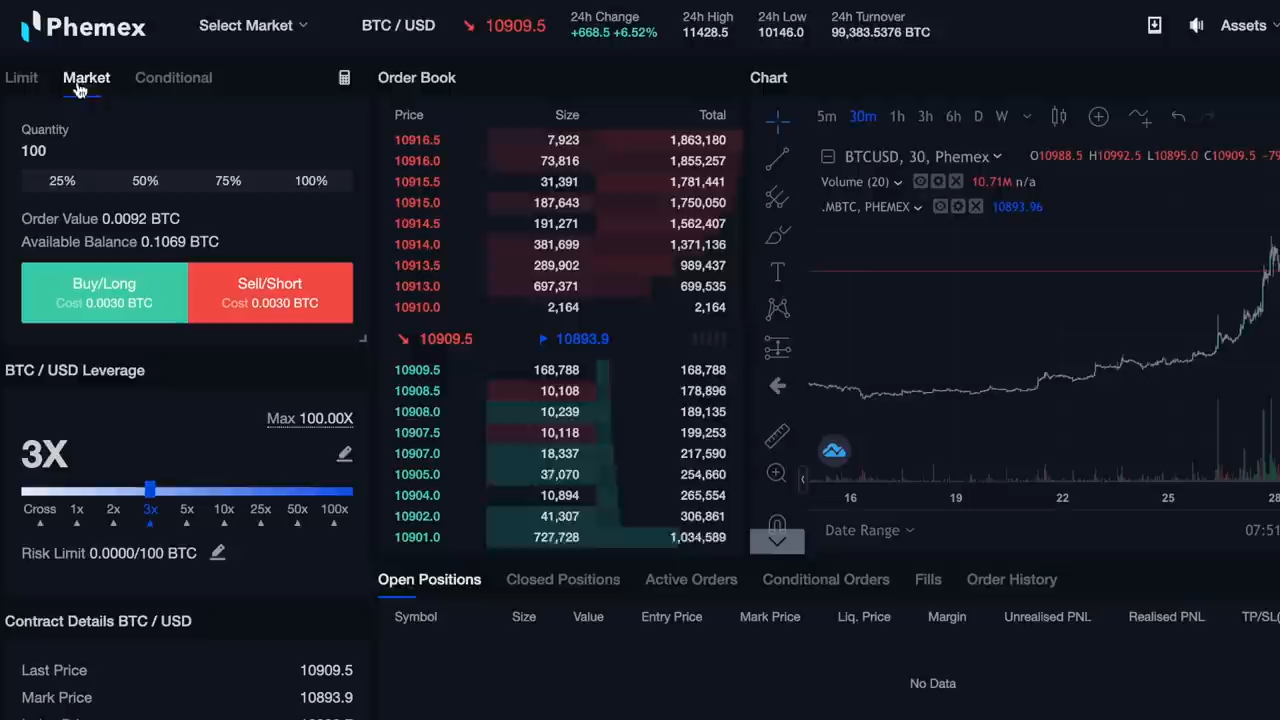 Phemex
Select Market
BTC / USD
10909.5
24h Change
+668.5 +6.52%
24h High
11428.5
24h Low
10146.0
24h Turnover
99,383.5376 BTC
Assets
Limit
Market
Conditional
Quantity
100
25% 50% 75% 100%
Order Value 0.0092 BTC
Available Balance 0.1069 BTC
Buy/Long
Cost 0.0030 BTC
Sell/Short
Cost 0.0030 BTC
BTC / USD Leverage
Max 100.00X
3X
Cross 1x 2x 3x 5x 10x 25x 50x 100x
Risk Limit 0.0000/100 BTC
Contract Details BTC / USD
Last Price 10909.5
Mark Price 10893.9
Order Book
Price Size Total
10916.5 7,923 1,863,180
10916.0 73,816 1,855,257
10915.5 31,391 1,781,441
10915.0 187,643 1,750,050
10914.5 191,271 1,562,407
10914.0 381,699 1,371,136
10913.5 289,902 989,437
10913.0 697,371 699,535
10910.0 2,164 2,164
10909.5 10893.9
10909.5 168,788 168,788
10908.5 10,108 178,896
10908.0 10,239 189,135
10907.5 10,118 199,253
10907.0 18,337 217,590
10905.0 37,070 254,660
10904.0 10,894 265,554
10902.0 41,307 306,861
10901.0 727,728 1,034,589
Chart
5m 30m 1h 3h 6h D W
BTCUSD, 30, Phemex O10988.5 H10992.5 L10895.0 C10909.5 -79
Volume (20) 10.71M n/a
.MBTC, PHEMEX 10893.96
16 19 22 25 28
Date Range 07:51
Open Positions Closed Positions Active Orders Conditional Orders Fills Order History
Symbol Size Value Entry Price Mark Price Liq. Price Margin Unrealised PNL Realised PNL TP/SL(
No Data